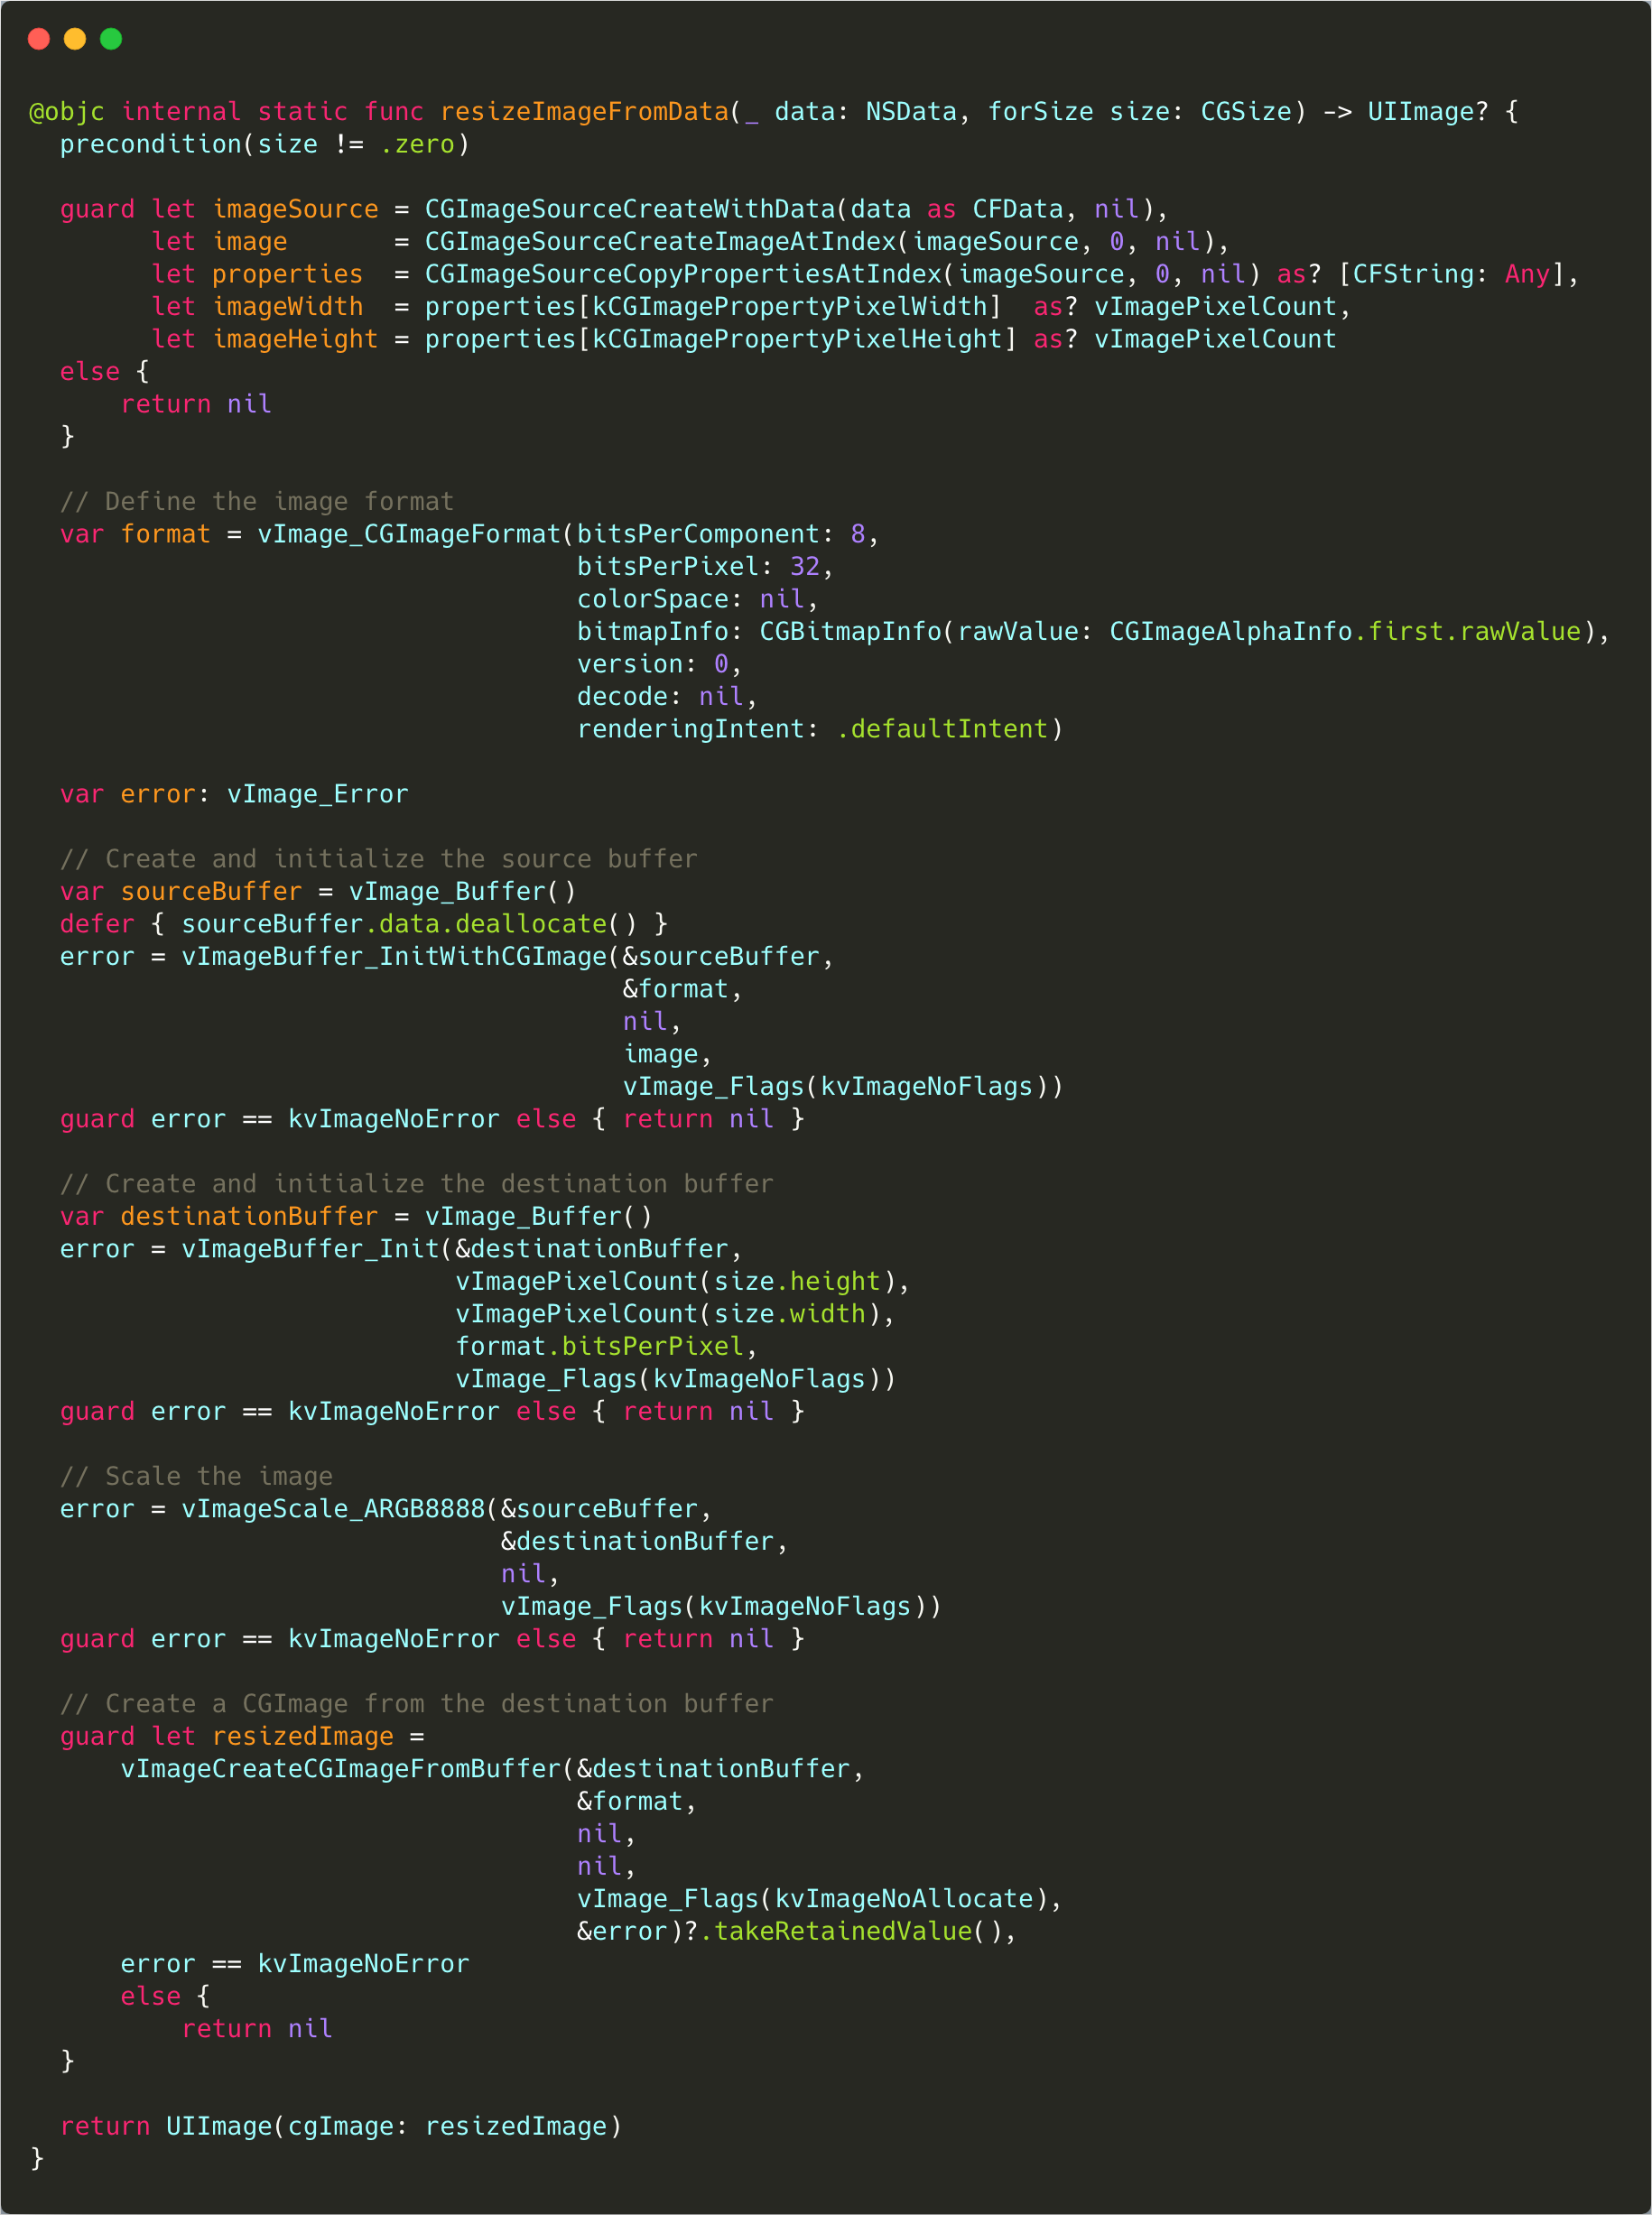 @objc internal static func resizeImageFromData(_ data: NSData, forSize size: CGSize) -> UIImage? {
  precondition(size != .zero)

  guard let imageSource = CGImageSourceCreateWithData(data as CFData, nil),
        let image       = CGImageSourceCreateImageAtIndex(imageSource, 0, nil),
        let properties  = CGImageSourceCopyPropertiesAtIndex(imageSource, 0, nil) as? [CFString: Any],
        let imageWidth  = properties[kCGImagePropertyPixelWidth]  as? vImagePixelCount,
        let imageHeight = properties[kCGImagePropertyPixelHeight] as? vImagePixelCount
  else {
      return nil
  }

  // Define the image format
  var format = vImage_CGImageFormat(bitsPerComponent: 8,
                                    bitsPerPixel: 32,
                                    colorSpace: nil,
                                    bitmapInfo: CGBitmapInfo(rawValue: CGImageAlphaInfo.first.rawValue),
                                    version: 0,
                                    decode: nil,
                                    renderingIntent: .defaultIntent)

  var error: vImage_Error

  // Create and initialize the source buffer
  var sourceBuffer = vImage_Buffer()
  defer { sourceBuffer.data.deallocate() }
  error = vImageBuffer_InitWithCGImage(&sourceBuffer,
                                       &format,
                                       nil,
                                       image,
                                       vImage_Flags(kvImageNoFlags))
  guard error == kvImageNoError else { return nil }

  // Create and initialize the destination buffer
  var destinationBuffer = vImage_Buffer()
  error = vImageBuffer_Init(&destinationBuffer,
                            vImagePixelCount(size.height),
                            vImagePixelCount(size.width),
                            format.bitsPerPixel,
                            vImage_Flags(kvImageNoFlags))
  guard error == kvImageNoError else { return nil }

  // Scale the image
  error = vImageScale_ARGB8888(&sourceBuffer,
                               &destinationBuffer,
                               nil,
                               vImage_Flags(kvImageNoFlags))
  guard error == kvImageNoError else { return nil }

  // Create a CGImage from the destination buffer
  guard let resizedImage =
      vImageCreateCGImageFromBuffer(&destinationBuffer,
                                    &format,
                                    nil,
                                    nil,
                                    vImage_Flags(kvImageNoAllocate),
                                    &error)?.takeRetainedValue(),
      error == kvImageNoError
      else {
          return nil
  }

  return UIImage(cgImage: resizedImage)
}